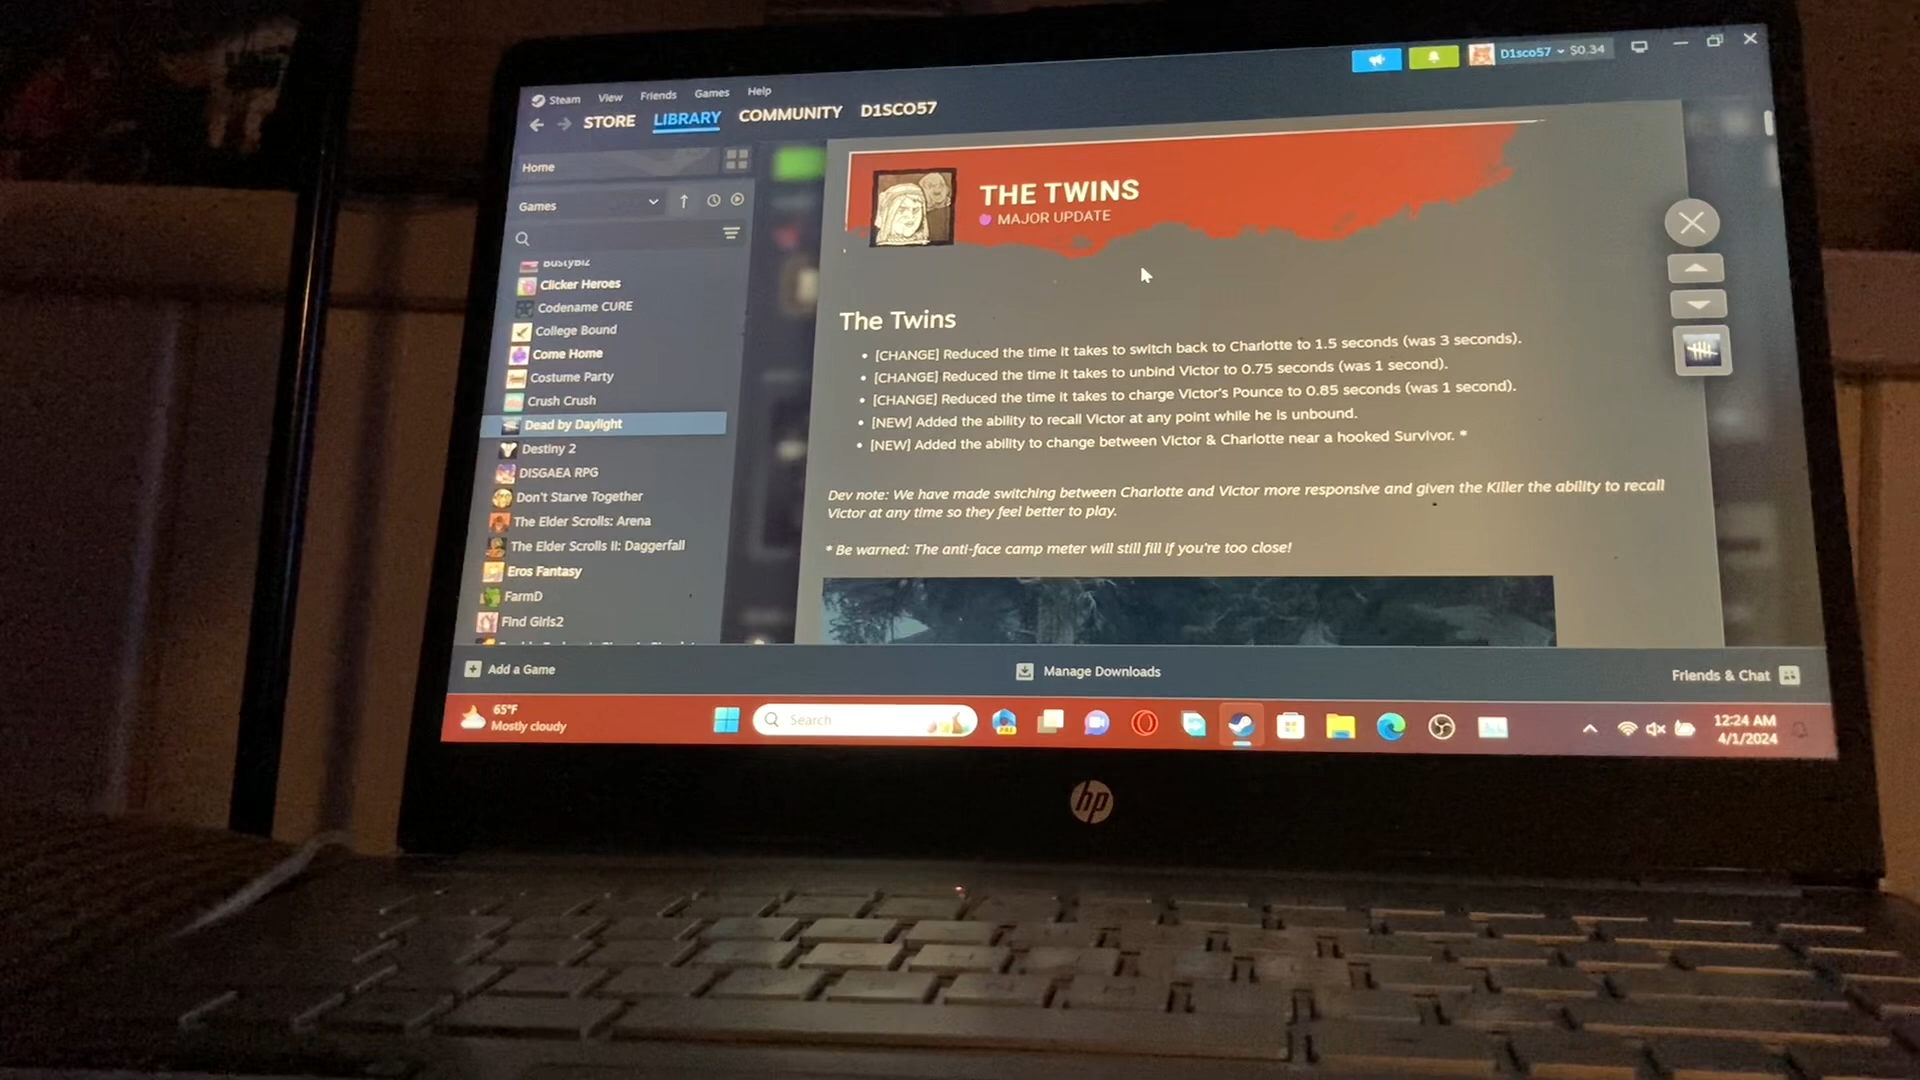 D1sco57 $0.34
Steam View Friends Games Help
STORE LIBRARY COMMUNITY D1SCO57
Home
Games
BustyBiz
Clicker Heroes
Codename CURE
College Bound
Come Home
Costume Party
Crush Crush
Dead by Daylight
Destiny 2
DISGAEA RPG
Don't Starve Together
The Elder Scrolls: Arena
The Elder Scrolls II: Daggerfall
Eros Fantasy
FarmD
Find Girls2
THE TWINS
MAJOR UPDATE
The Twins
• [CHANGE] Reduced the time it takes to switch back to Charlotte to 1.5 seconds (was 3 seconds).
• [CHANGE] Reduced the time it takes to unbind Victor to 0.75 seconds (was 1 second).
• [CHANGE] Reduced the time it takes to charge Victor's Pounce to 0.85 seconds (was 1 second).
• [NEW] Added the ability to recall Victor at any point while he is unbound.
• [NEW] Added the ability to change between Victor & Charlotte near a hooked Survivor. *
Dev note: We have made switching between Charlotte and Victor more responsive and given the Killer the ability to recall
Victor at any time so they feel better to play.
* Be warned: The anti-face camp meter will still fill if you're too close!
Add a Game
Manage Downloads
Friends & Chat
65°F
Mostly cloudy
Search
12:24 AM
4/1/2024
hp